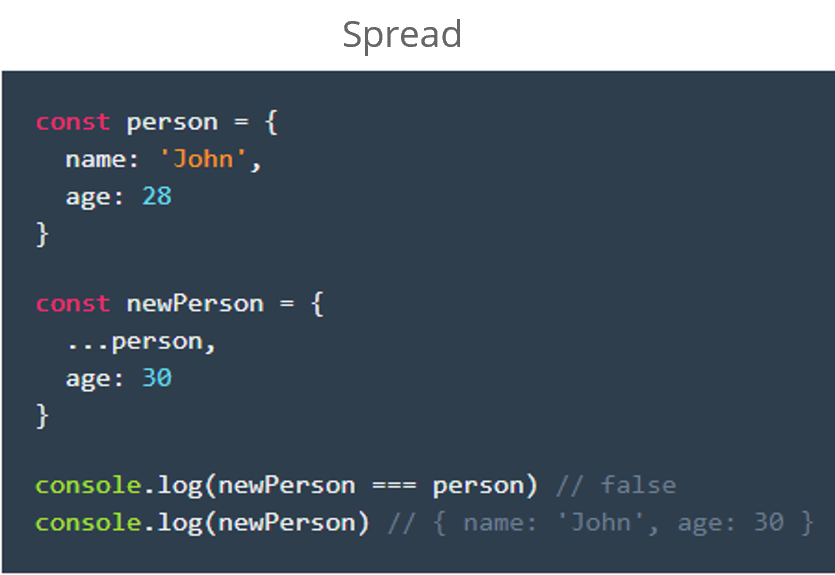 Spread
const person = {
  name: 'John',
  age: 28
}
const newPerson = {
  ...person,
  age: 30
}
console.log(newPerson === person) // false
console.log(newPerson) // { name: 'John', age: 30 }